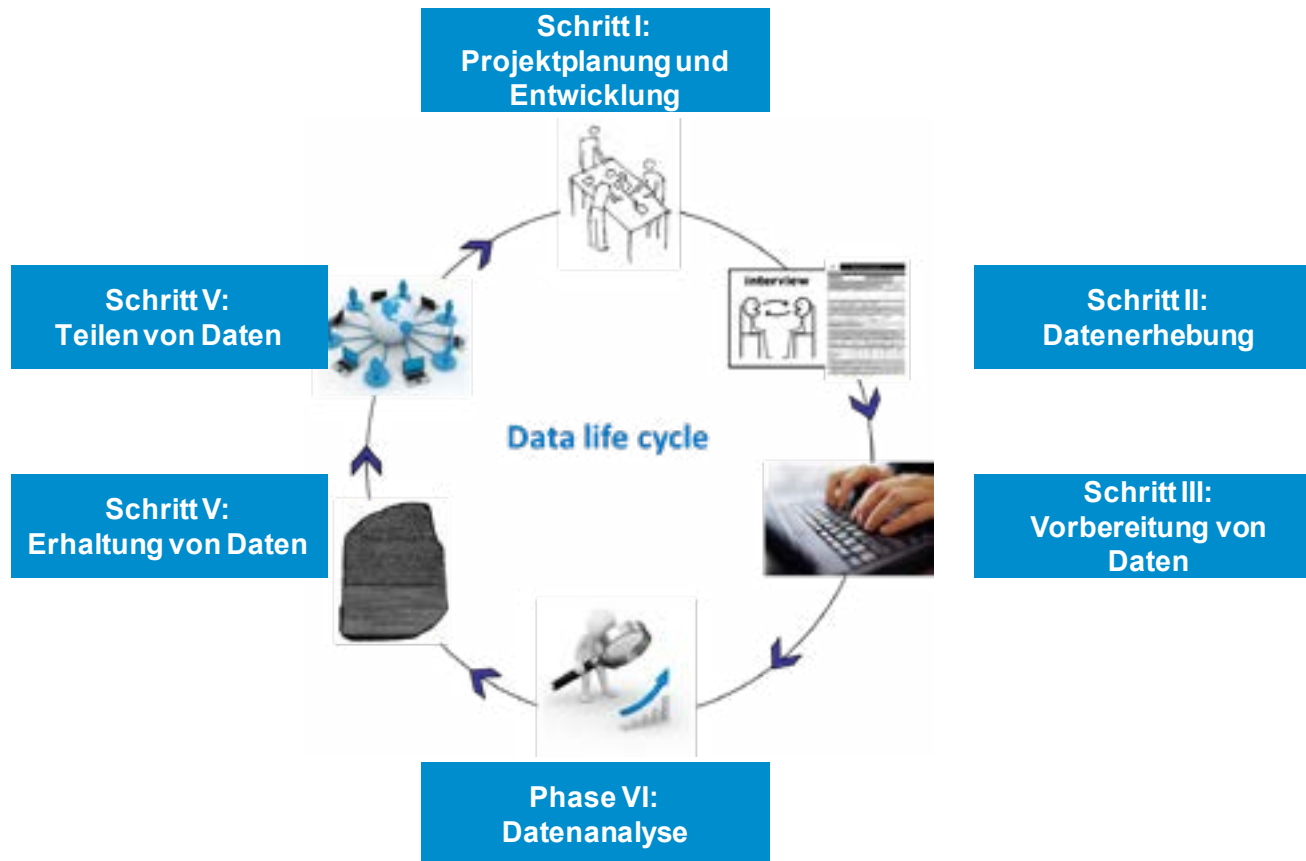 Schritt I:
Projektplanung und
Entwicklung
Schritt V:
Teilen von Daten
interview
Schritt II:
Datenerhebung
Data life cycle
Schritt V:
Erhaltung von Daten
Schritt III:
Vorbereitung von
Daten
Phase VI:
Datenanalyse